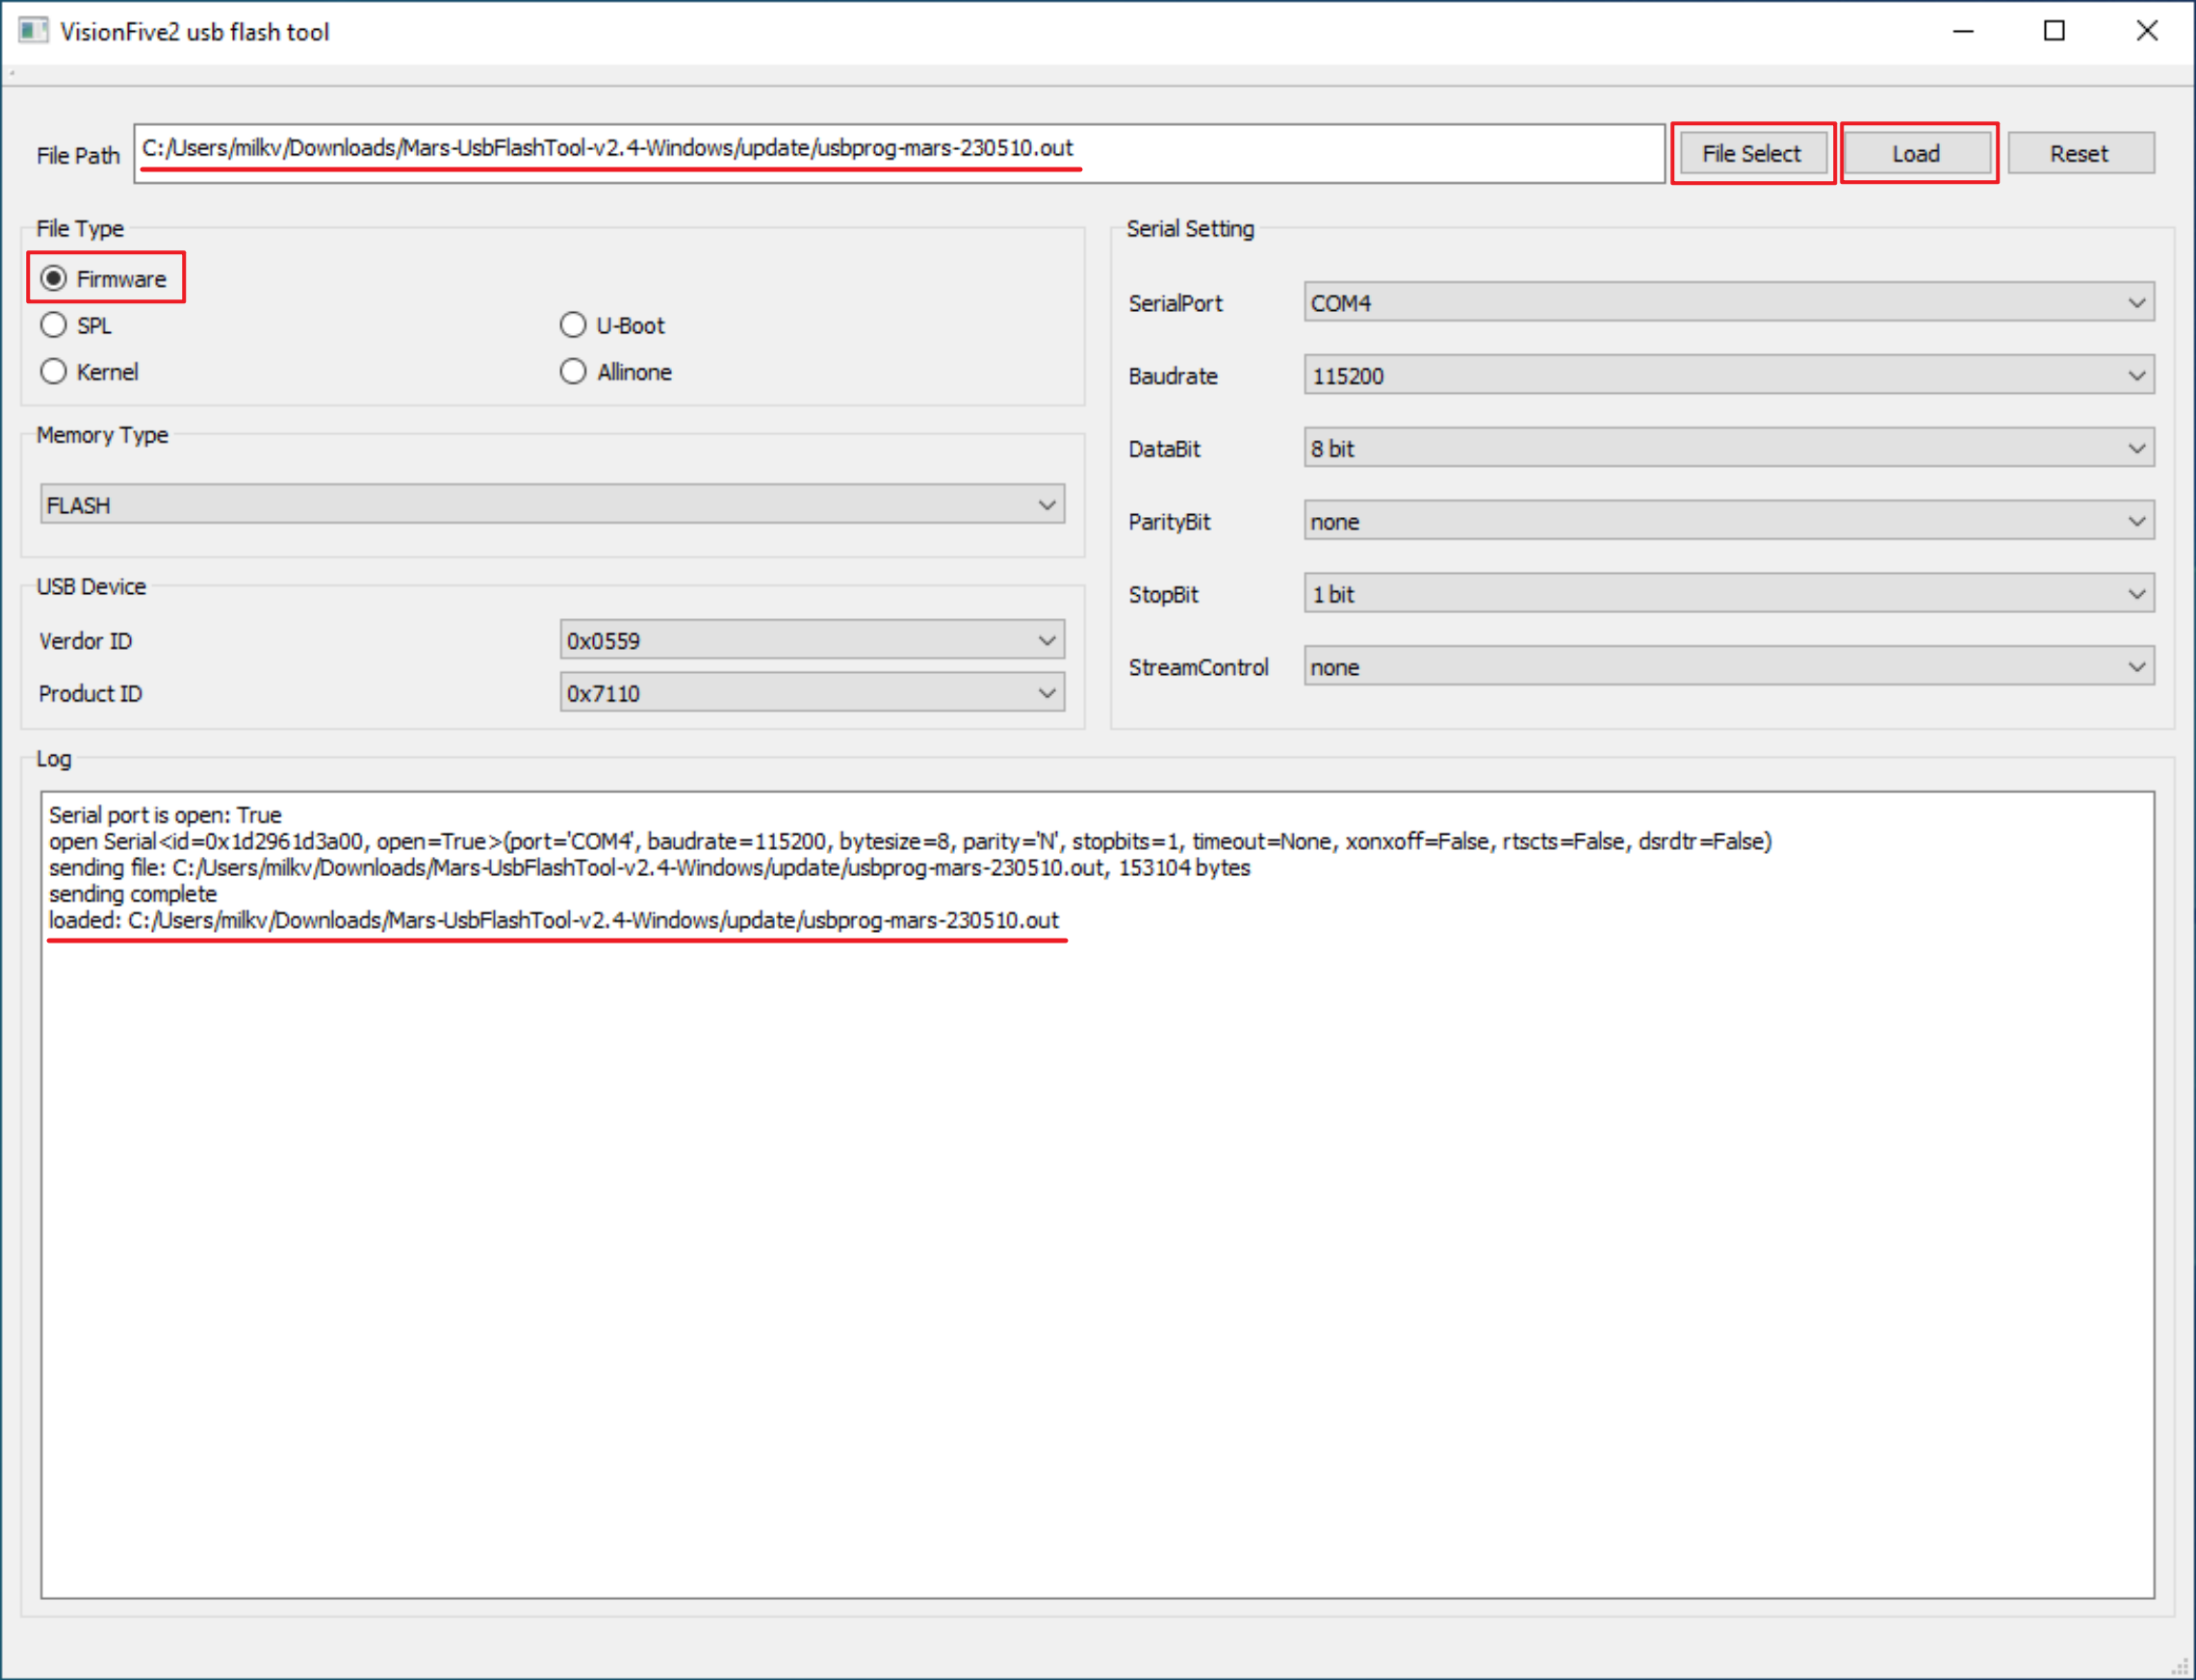 VisionFive2 usb flash tool
File Path C:/Users/milkv/Downloads/Mars-UsbFlashTool-v2.4-Windows/update/usbprog-mars-230510.out File Select Load Reset
File Type
Firmware
SPL U-Boot
Kernel Allinone
Memory Type
FLASH
USB Device
Verdor ID 0x0559
Product ID 0x7110
Serial Setting
SerialPort COM4
Baudrate 115200
DataBit 8 bit
ParityBit none
StopBit 1 bit
StreamControl none
Log
Serial port is open: True
open Serial<id=0x1d2961d3a00, open=True>(port='COM4', baudrate=115200, bytesize=8, parity='N', stopbits=1, timeout=None, xonxoff=False, rtscts=False, dsrdtr=False)
sending file: C:/Users/milkv/Downloads/Mars-UsbFlashTool-v2.4-Windows/update/usbprog-mars-230510.out, 153104 bytes
sending complete
loaded: C:/Users/milkv/Downloads/Mars-UsbFlashTool-v2.4-Windows/update/usbprog-mars-230510.out